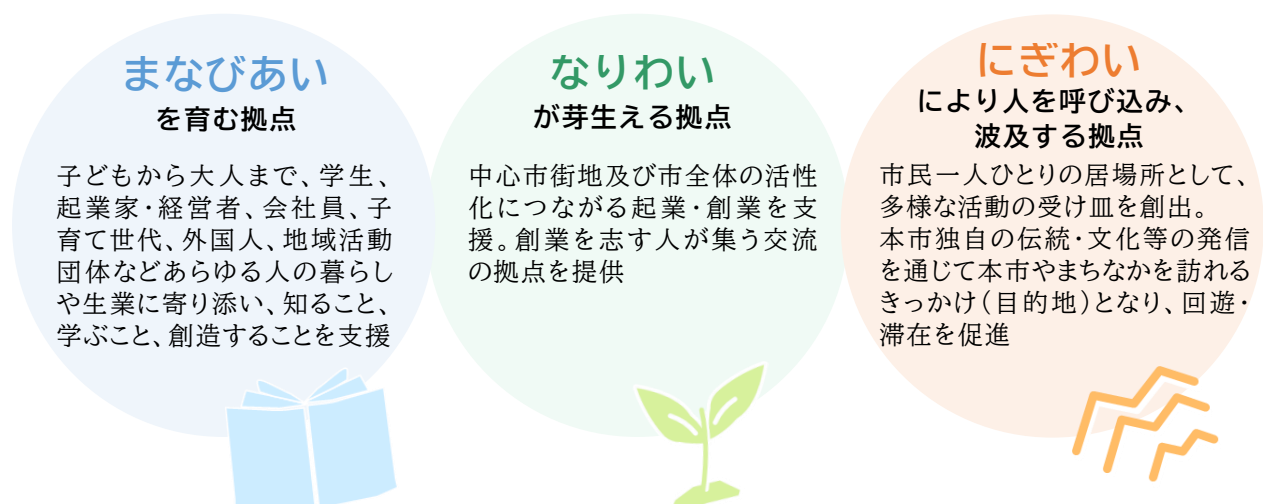 まなびあい
を育む拠点
子どもから大人まで、学生、
起業家・経営者、会社員、子
育て世代、外国人、地域活動
団体などあらゆる人の暮らし
や生業に寄り添い、知ること、
学ぶこと、創造することを支援
なりわい
が芽生える拠点
中心市街地及び市全体の活性
化につながる起業・創業を支
援。創業を志す人が集う交流
の拠点を提供
にぎわい
により人を呼び込み、
波及する拠点
市民一人ひとりの居場所として、
多様な活動の受け皿を創出。
本市独自の伝統・文化等の発信
を通じて本市やまちなかを訪れる
きっかけ（目的地）となり、回遊・
滞在を促進